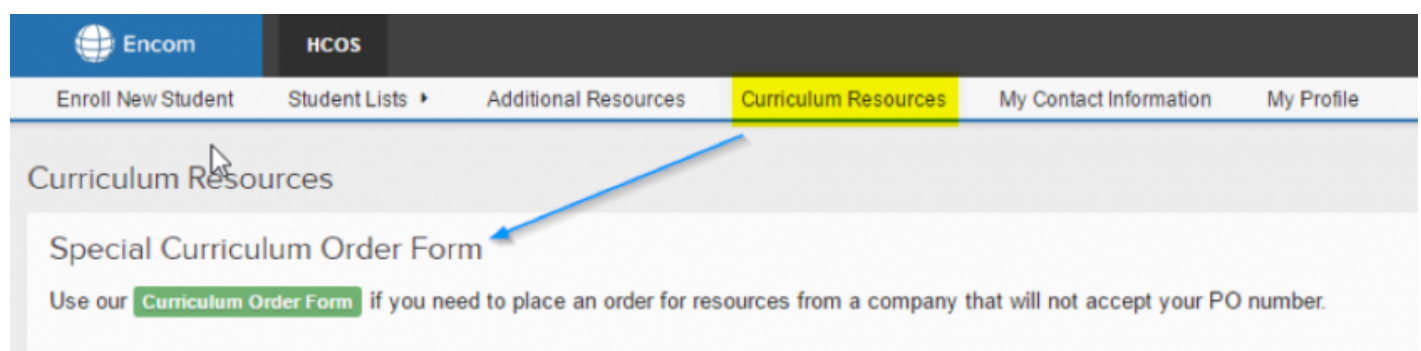 Encom HCOS
Enroll New Student Student Lists Additional Resources Curriculum Resources My Contact Information My Profile
Curriculum Resources
Special Curriculum Order Form
Use our Curriculum Order Form if you need to place an order for resources from a company that will not accept your PO number.